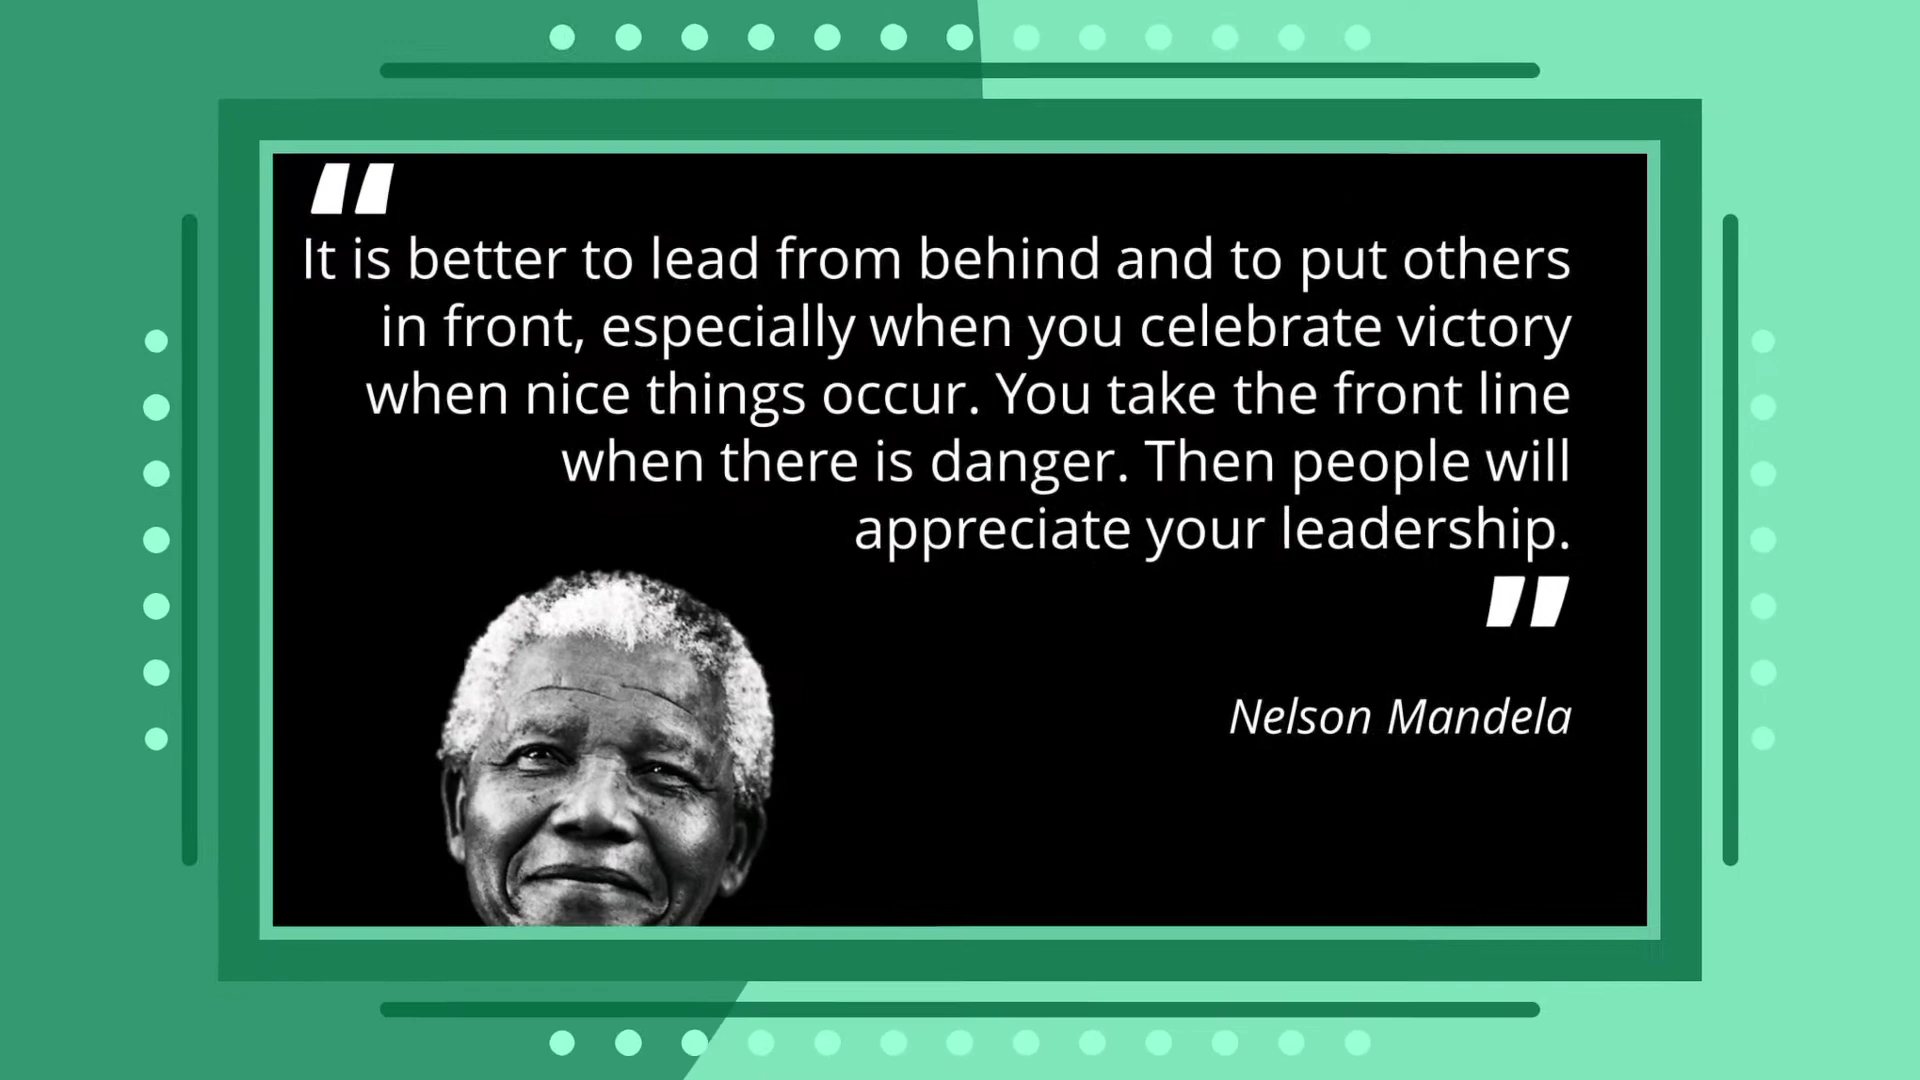 “
It is better to lead from behind and to put others
in front, especially when you celebrate victory
when nice things occur. You take the front line
when there is danger. Then people will
appreciate your leadership.
”
Nelson Mandela